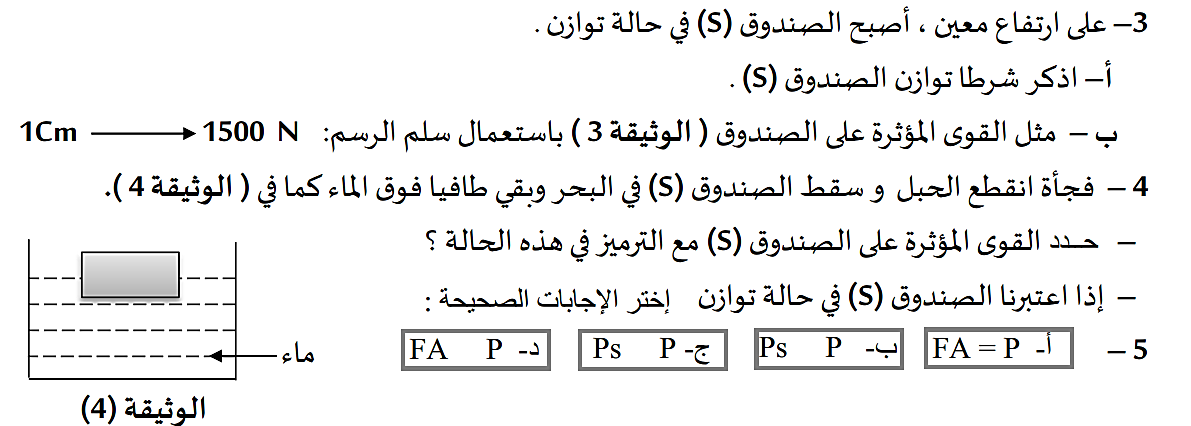 3– على ارتفاع معين ، أصبح الصندوق (S) في حالة توازن .
أ– اذكر شرطا توازن الصندوق (S) .
ب – مثل القوى المؤثرة على الصندوق ( الوثيقة 3 ) باستعمال سلم الرسم: 1Cm ⟶ 1500 N
4 – فجأة انقطع الحبل و سقط الصندوق (S) في البحر وبقي طافيا فوق الماء كما في ( الوثيقة 4 ).
– حدد القوى المؤثرة على الصندوق (S) مع الترميز في هذه الحالة ؟
– إذا اعتبرنا الصندوق (S) في حالة توازن إختر الإجابات الصحيحة :
5 – أ- FA = P ب- Ps P ج- Ps P د- FA P
ماء
الوثيقة (4)